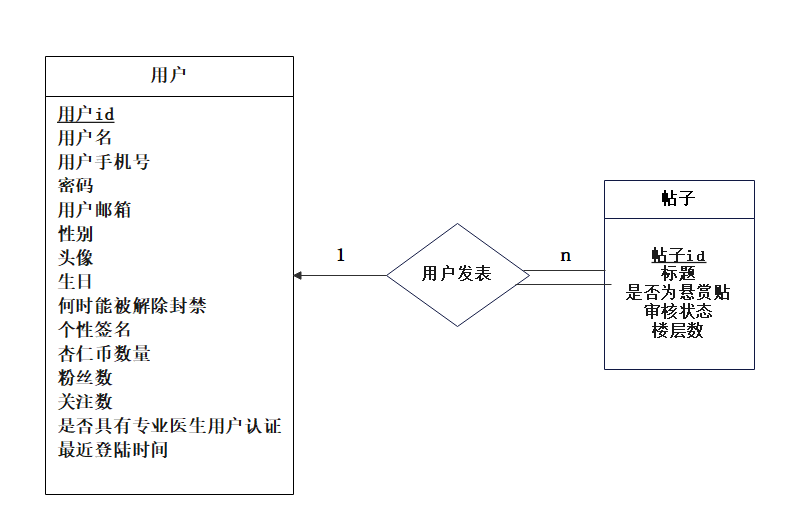 用户
用户id
用户名
用户手机号
密码
用户邮箱
性别
头像
生日
何时能被解除封禁
个性签名
杏仁币数量
粉丝数
关注数
是否具有专业医生用户认证
最近登陆时间
1
用户发表
n
帖子
帖子id
标题
是否为悬赏贴
审核状态
楼层数